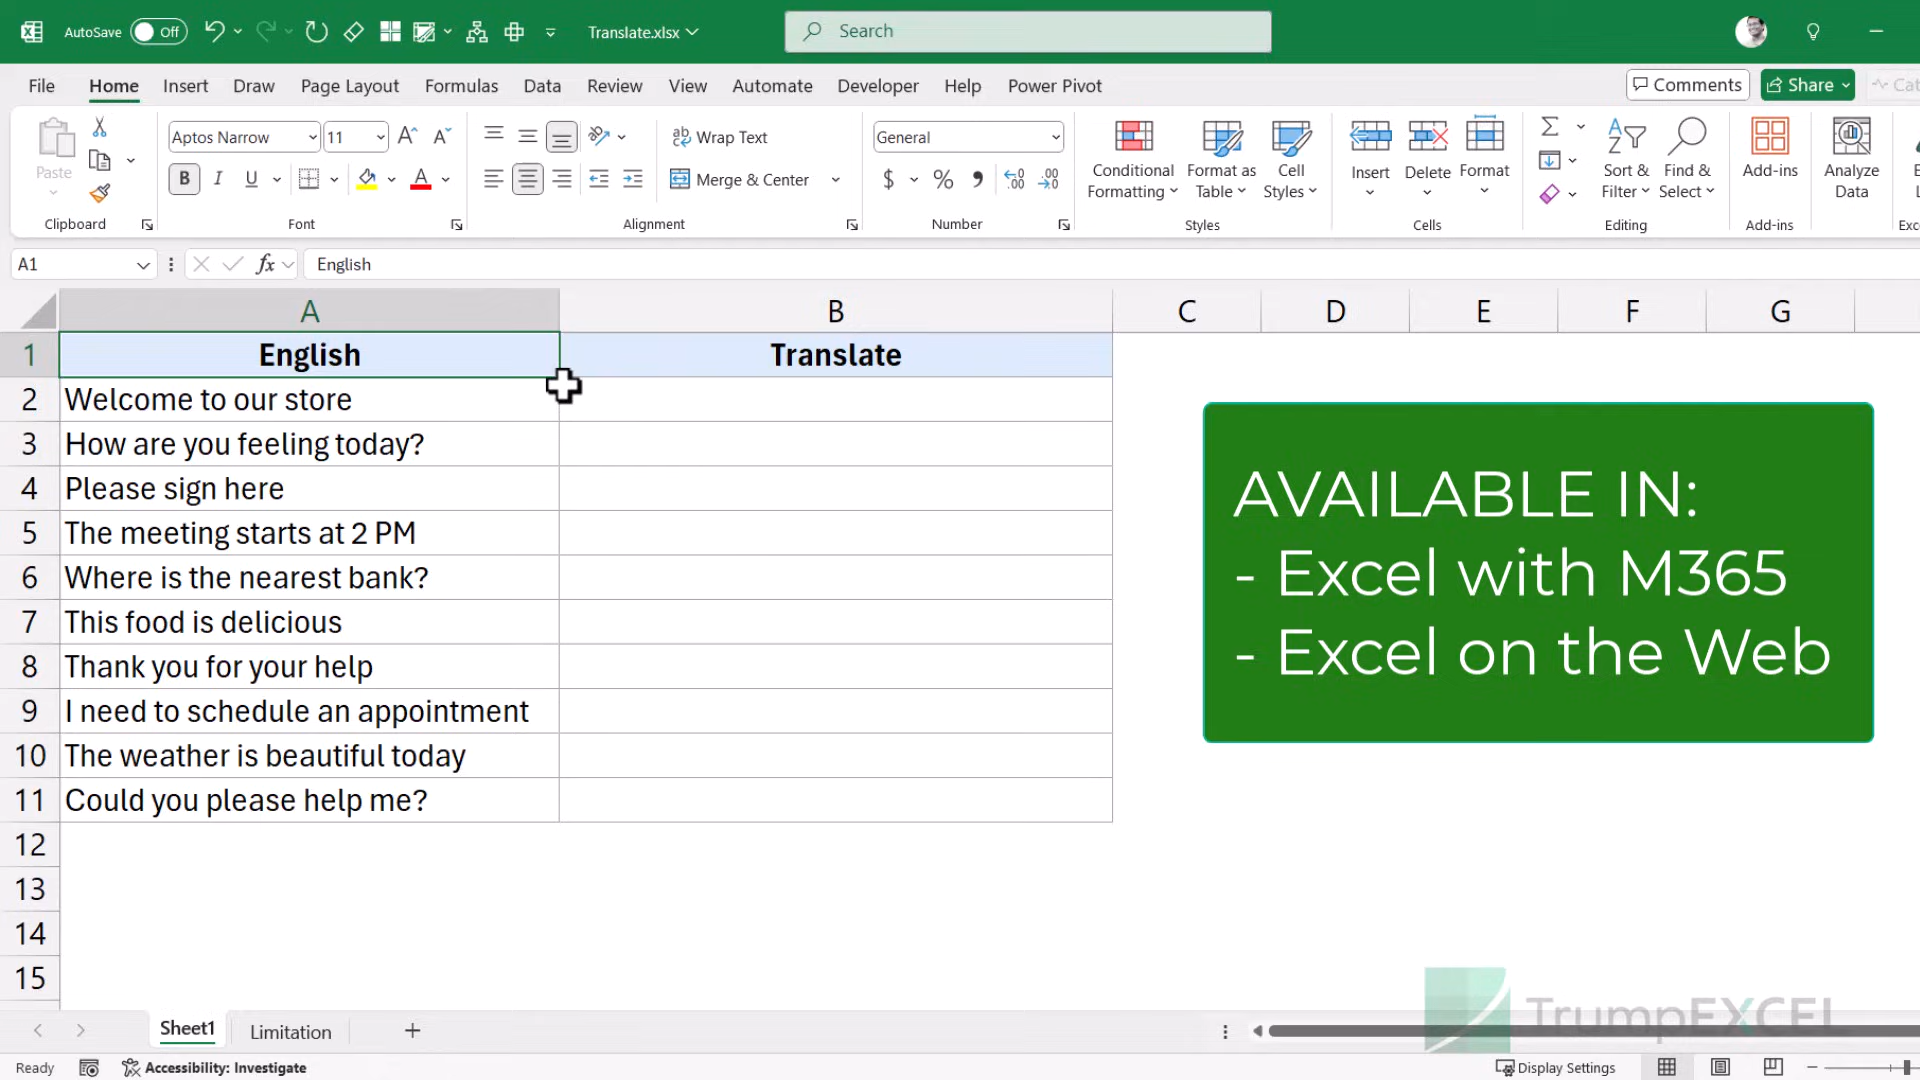 AutoSave Off Translate.xlsx Search
File Home Insert Draw Page Layout Formulas Data Review View Automate Developer Help Power Pivot Comments Share
Paste Aptos Narrow 11 Wrap Text General Conditional Formatting Format as Table Cell Styles Insert Delete Format Sort & Filter Find & Select Add-ins Analyze Data
B I U Merge & Center $ %
Clipboard Font Alignment Number Styles Cells Editing Add-ins
A1 fx English
A B C D E F G
1 English Translate
2 Welcome to our store
3 How are you feeling today?
4 Please sign here
5 The meeting starts at 2 PM
6 Where is the nearest bank?
7 This food is delicious
8 Thank you for your help
9 I need to schedule an appointment
10 The weather is beautiful today
11 Could you please help me?
12
13
14
15
AVAILABLE IN:
- Excel with M365
- Excel on the Web
TrumpEXCEL
Sheet1 Limitation
Ready Accessibility: Investigate Display Settings